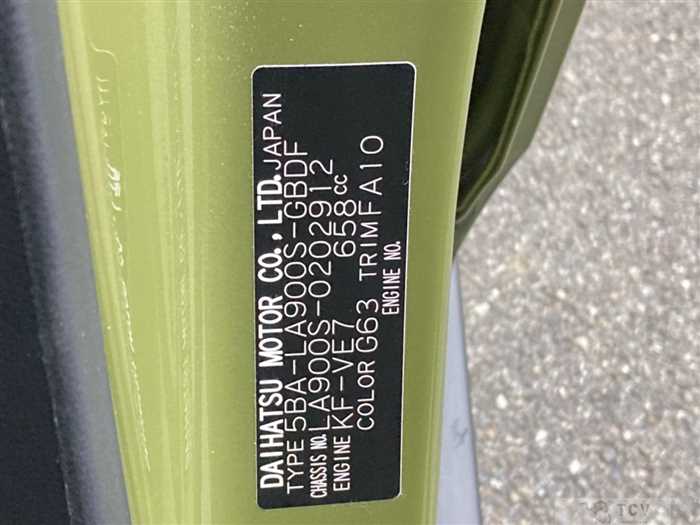 DAIHATSU MOTOR CO., LTD. JAPAN
TYPE 5BA-LA900S-GBDF
CHASSIS NO. LA900S-0202912
ENGINE KF-VE7 658CC
COLOR G63 TRIM FA10
ENGINE NO.
TCV